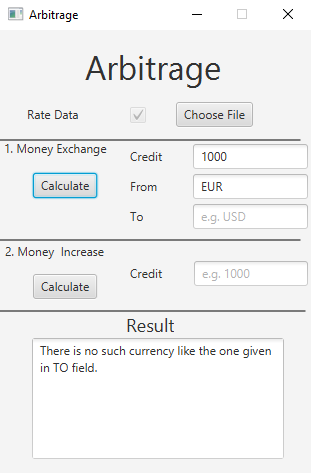 Arbitrage
Arbitrage
Rate Data
Choose File
1. Money Exchange
Credit
1000
Calculate
From
EUR
To
e.g. USD
2. Money  Increase
Credit
e.g. 1000
Calculate
Result
There is no such currency like the one given
in TO field.